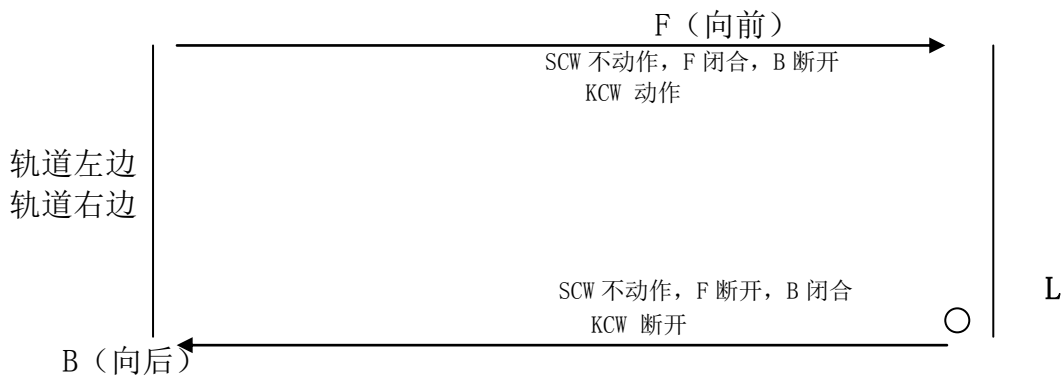 F（向前）
SCW 不动作，F 闭合，B 断开
KCW 动作
轨道左边
轨道右边
SCW 不动作，F 断开，B 闭合
L
KCW 断开
B（向后）